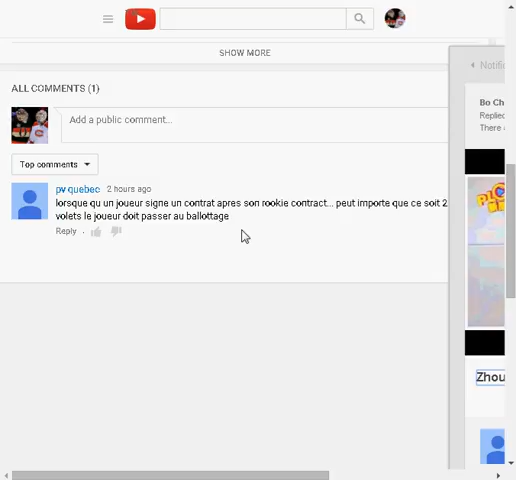 SHOW MORE
Notific
ALL COMMENTS (1)
Bo Ch
Replied
There
Add a public comment...
Top comments
pv quebec 2 hours ago
lorsque qu un joueur signe un contrat apres son rookie contract... peut importe que ce soit 2
volets le joueur doit passer au ballottage
Reply
Zhou